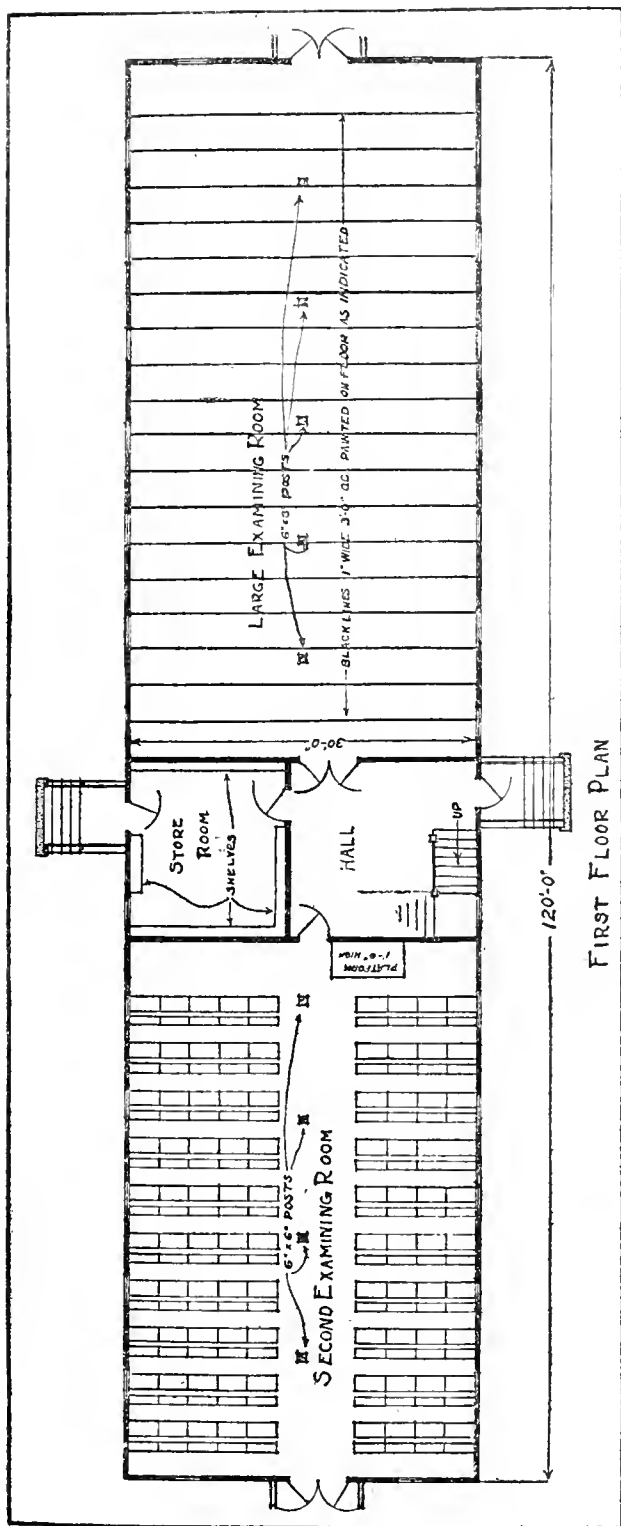 LARGE EXAMINING ROOM
6"x6" POSTS
BLACK LINES 1" WIDE 3'-0" O.C. PAINTED ON FLOOR AS INDICATED
30'-0"
STORE
ROOM
SHELVES
HALL
UP
PLATFORM
1'-6" HIGH
6"x6" POSTS
SECOND EXAMINING ROOM
120'-0"
FIRST FLOOR PLAN